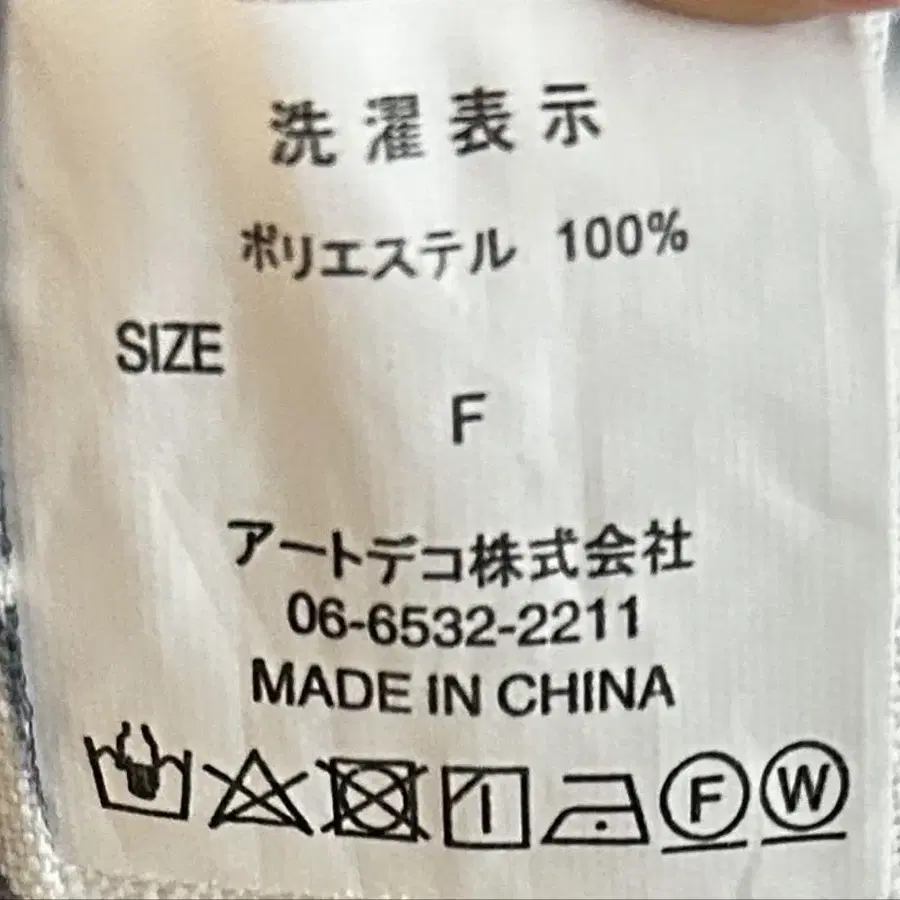 洗濯表示
ポリエステル 100%
SIZE
F
アートデコ株式会社
06-6532-2211
MADE IN CHINA
F W